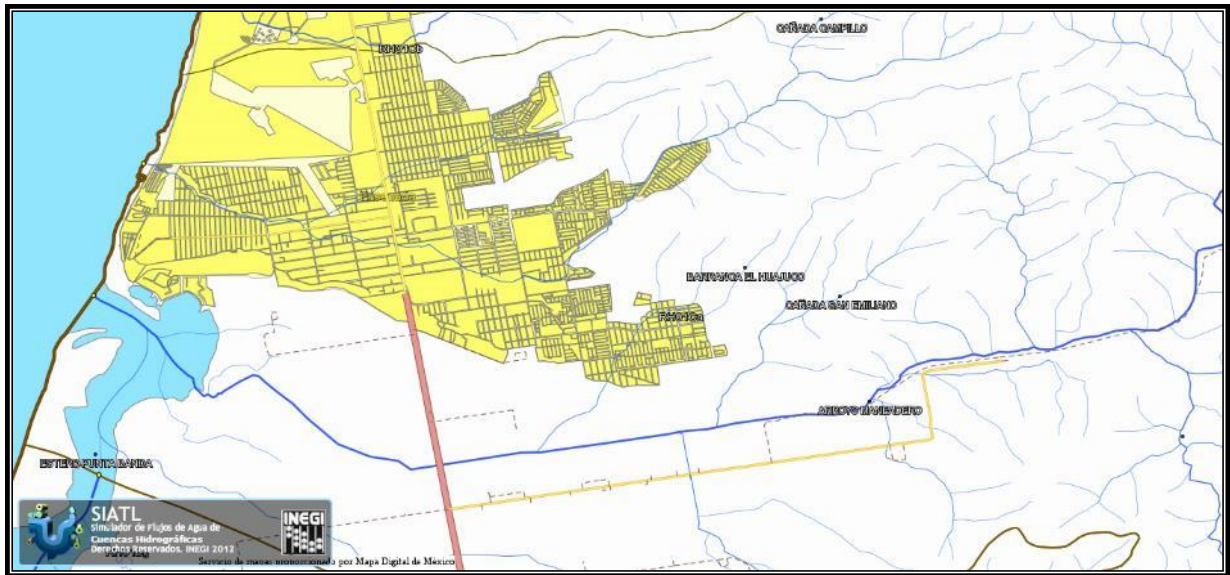 CAÑADA CAMPILLO
BARRANCA EL HUAJUCO
CAÑADA SAN EMILIANO
RH01Ca
ARROYO MANEADERO
ESTERO PUNTA BANDA
SIATL
Simulador de Flujos de Agua de
Cuencas Hidrográficas
Derechos Reservados, INEGI 2012
INEGI
Servicio de mapas proporcionado por Mapa Digital de México